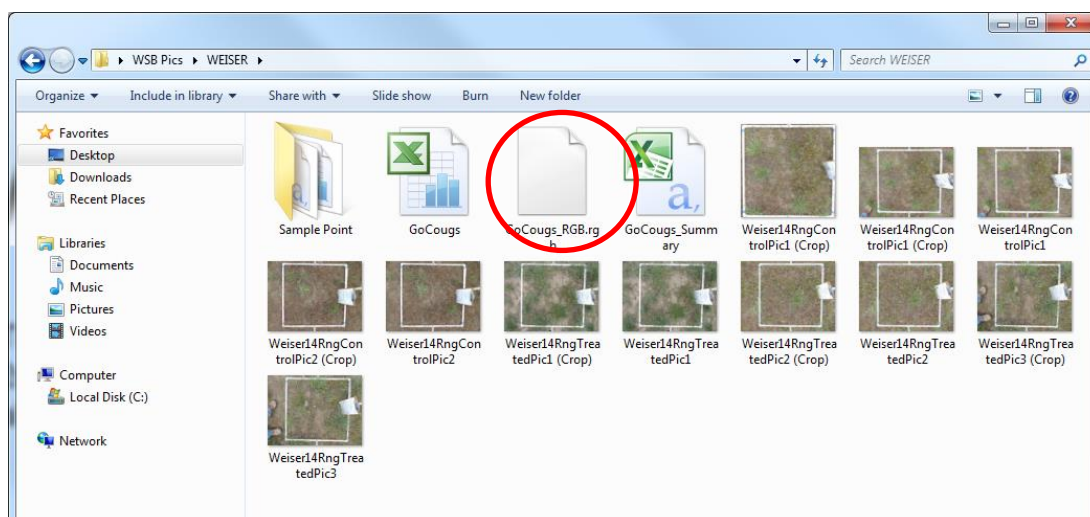 WSB Pics WEISER
Search WEISER
Organize Include in library Share with Slide show Burn New folder
Favorites
Desktop
Downloads
Recent Places
Libraries
Documents
Music
Pictures
Videos
Computer
Local Disk (C:)
Network
Sample Point
GoCougs
GoCougs_RGB.rg
b
GoCougs_Summ
ary
Weiser14RngCon
trolPic1 (Crop)
Weiser14RngCon
trolPic1 (Crop)
Weiser14RngCon
trolPic1
Weiser14RngCon
trolPic2 (Crop)
Weiser14RngCon
trolPic2
Weiser14RngTrea
tedPic1 (Crop)
Weiser14RngTrea
tedPic1
Weiser14RngTrea
tedPic2 (Crop)
Weiser14RngTrea
tedPic2
Weiser14RngTrea
tedPic3 (Crop)
Weiser14RngTrea
tedPic3